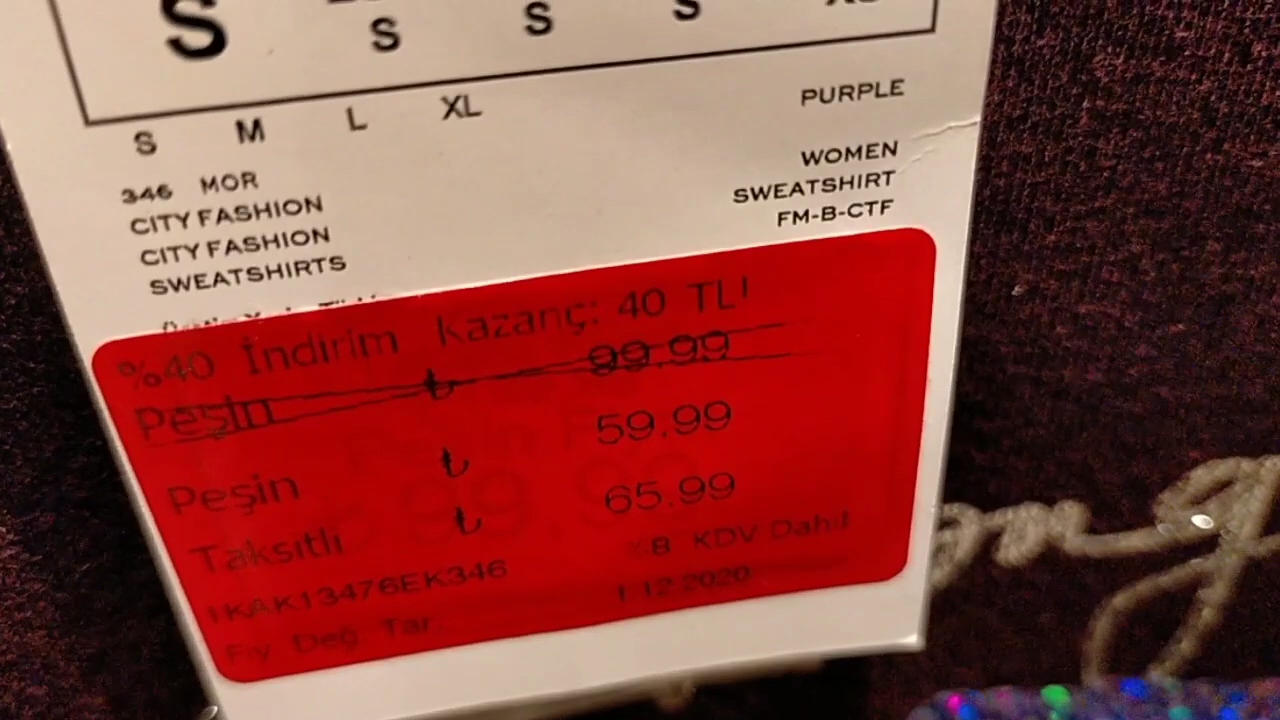 S S S S
S M L XL
PURPLE
346 MOR
CITY FASHION
CITY FASHION
SWEATSHIRTS
WOMEN
SWEATSHIRT
FM-B-CTF
%40 İndirim Kazanç: 40 TL!
Peşin ₺ 99.99
Peşin ₺ 59.99
Taksitli ₺ 65.99
1KAK13476EK346 %8 KDV Dahil
Fiy Değ Tar. 1.12.2020